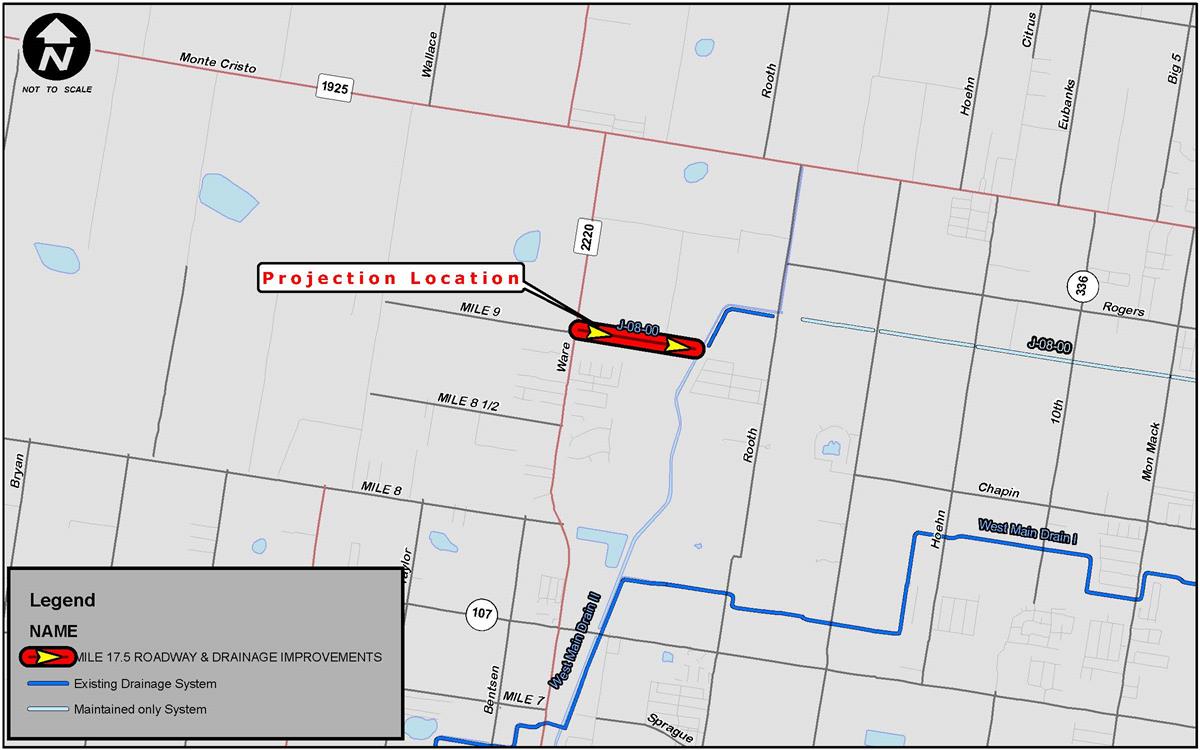 N
NOT TO SCALE
Monte Cristo
1925
Wallace
Rooth
Hoehn
Citrus
Eubanks
Big 5
2220
Projection Location
MILE 9
J-08-00
Ware
336
Rogers
J-08-00
MILE 8 1/2
10th
Mon Mack
Rooth
Bryan
MILE 8
Chapin
Hoehn
West Main Drain I
aylor
107
West Main Drain II
Bentsen
MILE 7
Sprague
Legend
NAME
MILE 17.5 ROADWAY & DRAINAGE IMPROVEMENTS
Existing Drainage System
Maintained only System